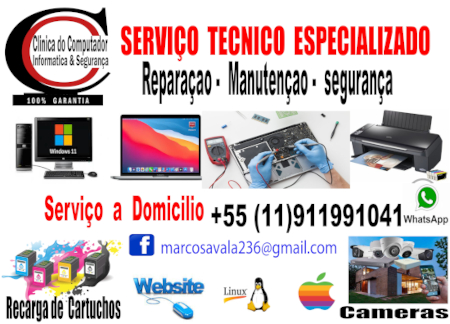 Clinica do Computador
Informatica & Segurança
100% GARANTIA
SERVIÇO TECNICO ESPECIALIZADO
Reparaçao - Manutençao - segurança
Windows 11
Serviço a Domicilio +55 (11)911991041
WhatsApp
f marcosavala236@gmail.com
Recarga de Cartuchos
Website
Linux
Cameras